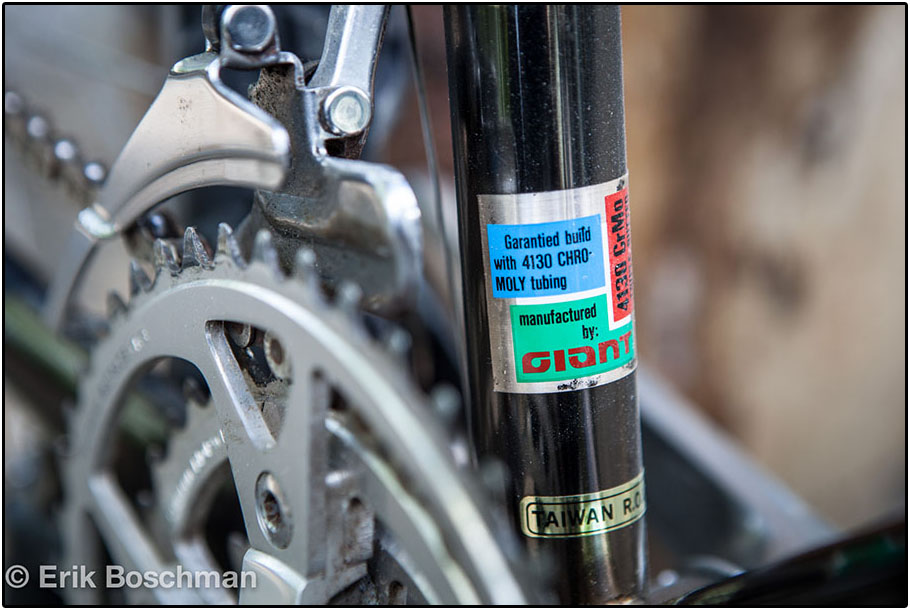 Garantied build
with 4130 CHRO-
MOLY tubing
4130 CrMo
manufactured
by:
GIANT
TAIWAN R.O.
© Erik Boschman